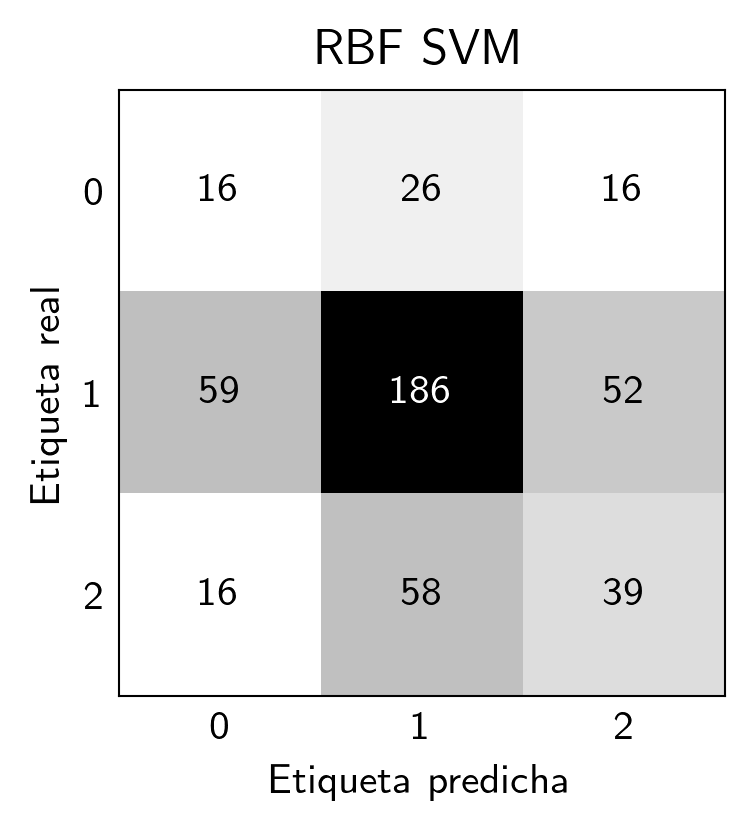 RBF SVM
0 16 26 16
Etiqueta real
1 59 186 52
2 16 58 39
0 1 2
Etiqueta predicha